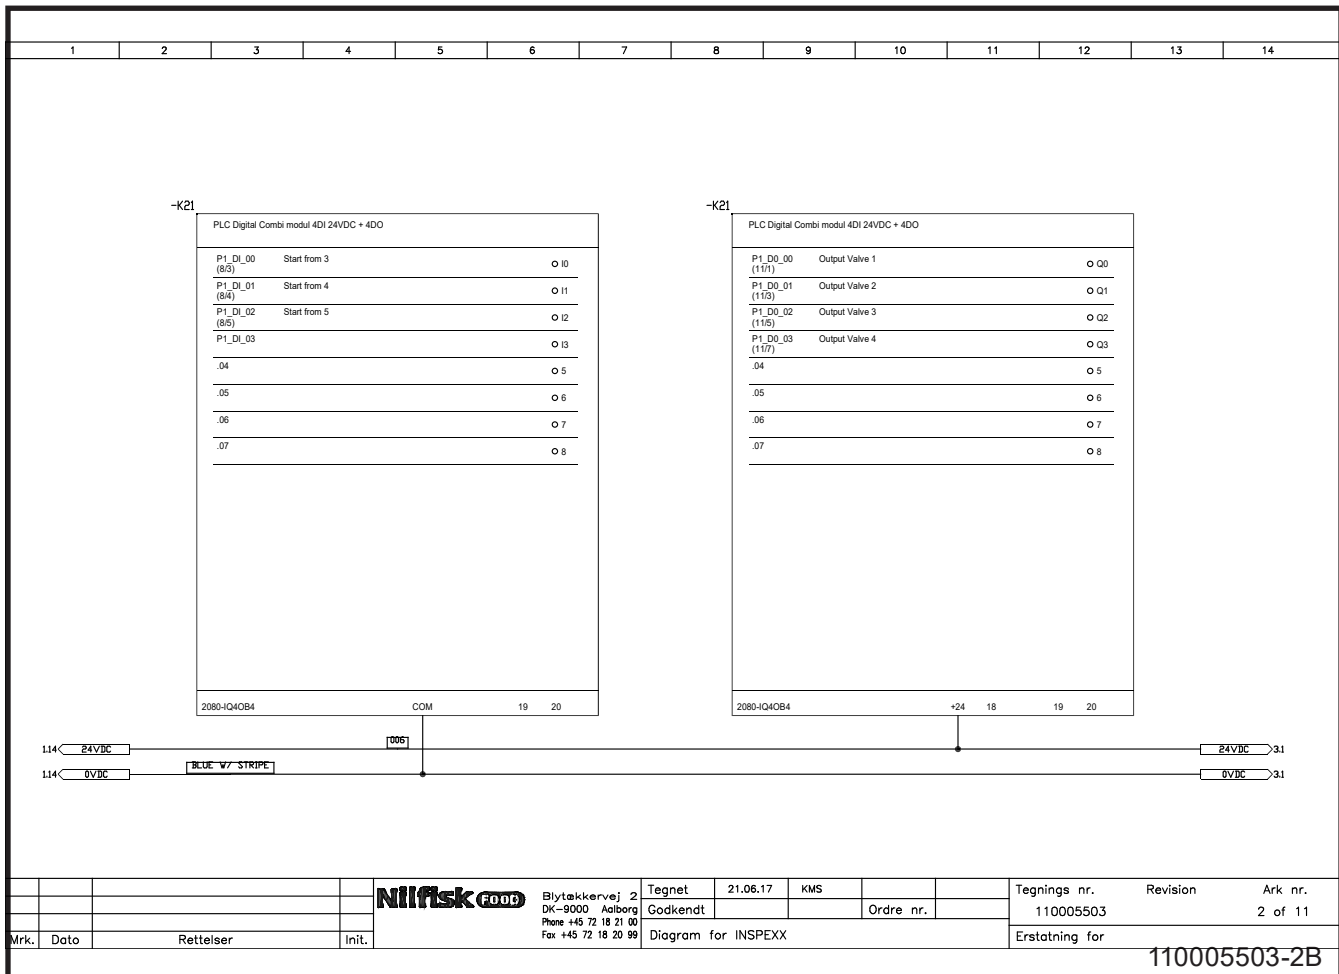 1 2 3 4 5 6 7 8 9 10 11 12 13 14
-K21
PLC Digital Combi modul 4DI 24VDC + 4DO
P1_DI_00 Start from 3
(8/3)
I0
P1_DI_01 Start from 4
(8/4)
I1
P1_DI_02 Start from 5
(8/5)
I2
P1_DI_03
I3
.04 5
.05 6
.06 7
.07 8
2080-IQ4OB4 COM 19 20
-K21
PLC Digital Combi modul 4DI 24VDC + 4DO
P1_D0_00 Output Valve 1
(11/1)
Q0
P1_D0_01 Output Valve 2
(11/3)
Q1
P1_D0_02 Output Valve 3
(11/5)
Q2
P1_D0_03 Output Valve 4
(11/7)
Q3
.04 5
.05 6
.06 7
.07 8
2080-IQ4OB4 +24 18 19 20
006
1.14 24VDC 24VDC 3.1
BLUE W/ STRIPE
1.14 0VDC 0VDC 3.1
Mrk. Dato Rettelser Init.
Nilfisk FOOD
Blytækkervej 2
DK-9000 Aalborg
Phone +45 72 18 21 00
Fax +45 72 18 20 99
Tegnet 21.06.17 KMS
Godkendt Ordre nr.
Diagram for INSPEXX
Tegnings nr. Revision Ark nr.
110005503 2 of 11
Erstatning for
110005503-2B